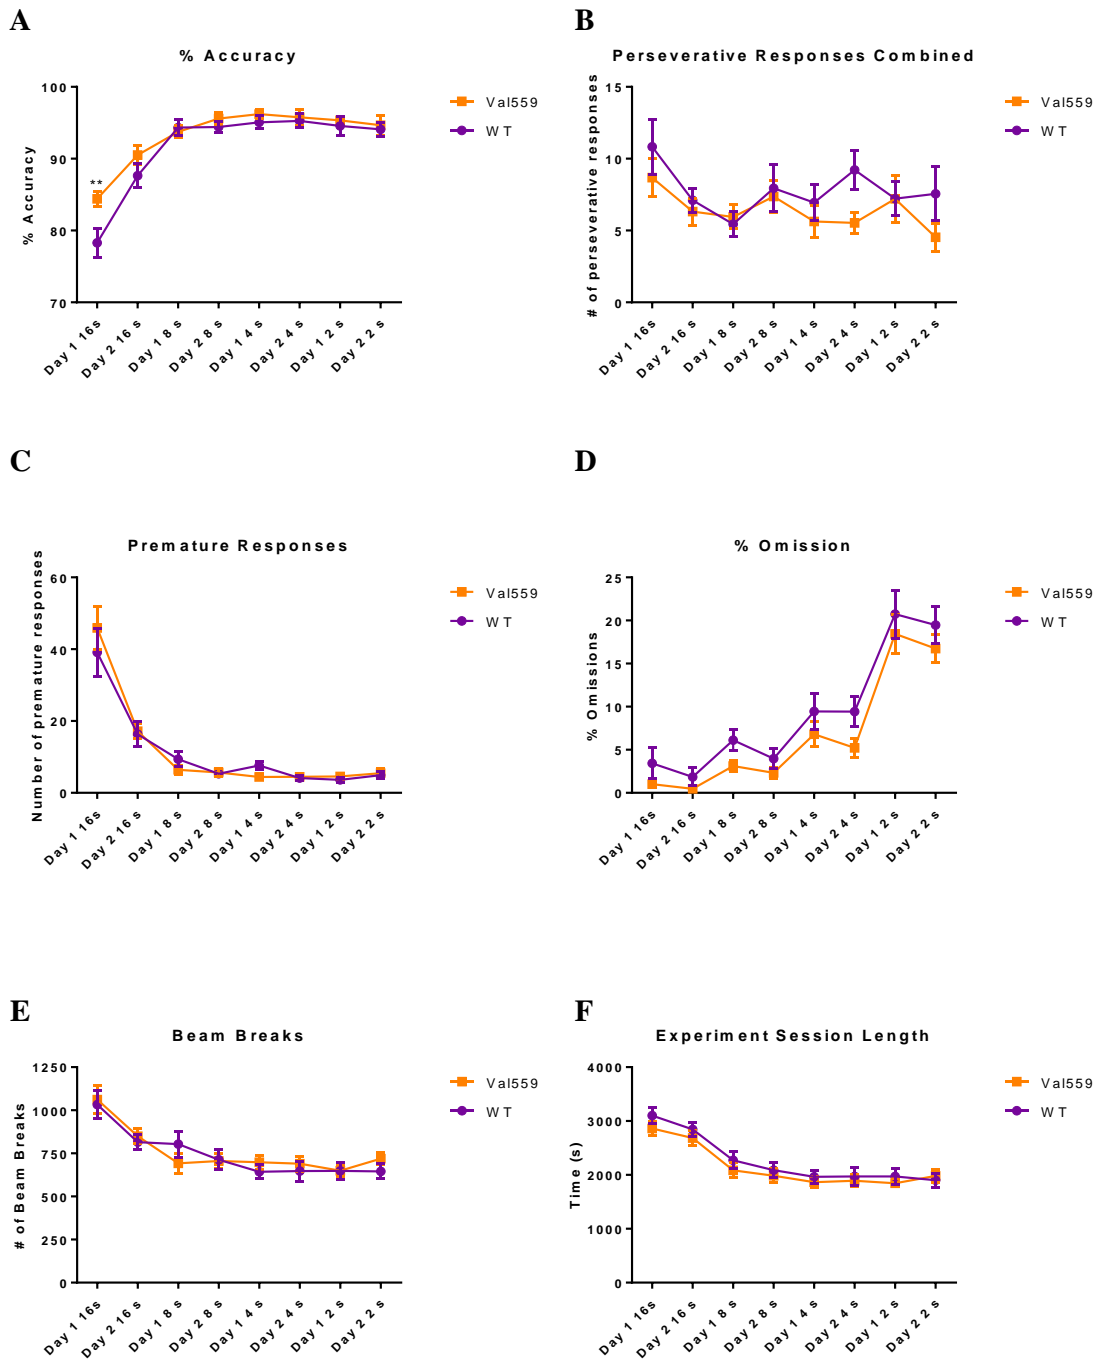 A
% Accuracy
% Accuracy
100
90
80
70
**
Val559
WT
Day 1 16s
Day 2 16 s
Day 1 8 s
Day 2 8 s
Day 1 4 s
Day 2 4 s
Day 1 2 s
Day 2 2 s
B
Perseverative Responses Combined
# of perseverative responses
15
10
5
0
Val559
WT
Day 1 16s
Day 2 16 s
Day 1 8 s
Day 2 8 s
Day 1 4 s
Day 2 4 s
Day 1 2 s
Day 2 2 s
C
Premature Responses
Number of premature responses
60
40
20
0
Val559
WT
Day 1 16s
Day 2 16 s
Day 1 8 s
Day 2 8 s
Day 1 4 s
Day 2 4 s
Day 1 2 s
Day 2 2 s
D
% Omission
% Omissions
25
20
15
10
5
0
Val559
WT
Day 1 16s
Day 2 16 s
Day 1 8 s
Day 2 8 s
Day 1 4 s
Day 2 4 s
Day 1 2 s
Day 2 2 s
E
Beam Breaks
# of Beam Breaks
1250
1000
750
500
250
0
Val559
WT
Day 1 16s
Day 2 16 s
Day 1 8 s
Day 2 8 s
Day 1 4 s
Day 2 4 s
Day 1 2 s
Day 2 2 s
F
Experiment Session Length
Time (s)
4000
3000
2000
1000
0
Val559
WT
Day 1 16s
Day 2 16 s
Day 1 8 s
Day 2 8 s
Day 1 4 s
Day 2 4 s
Day 1 2 s
Day 2 2 s